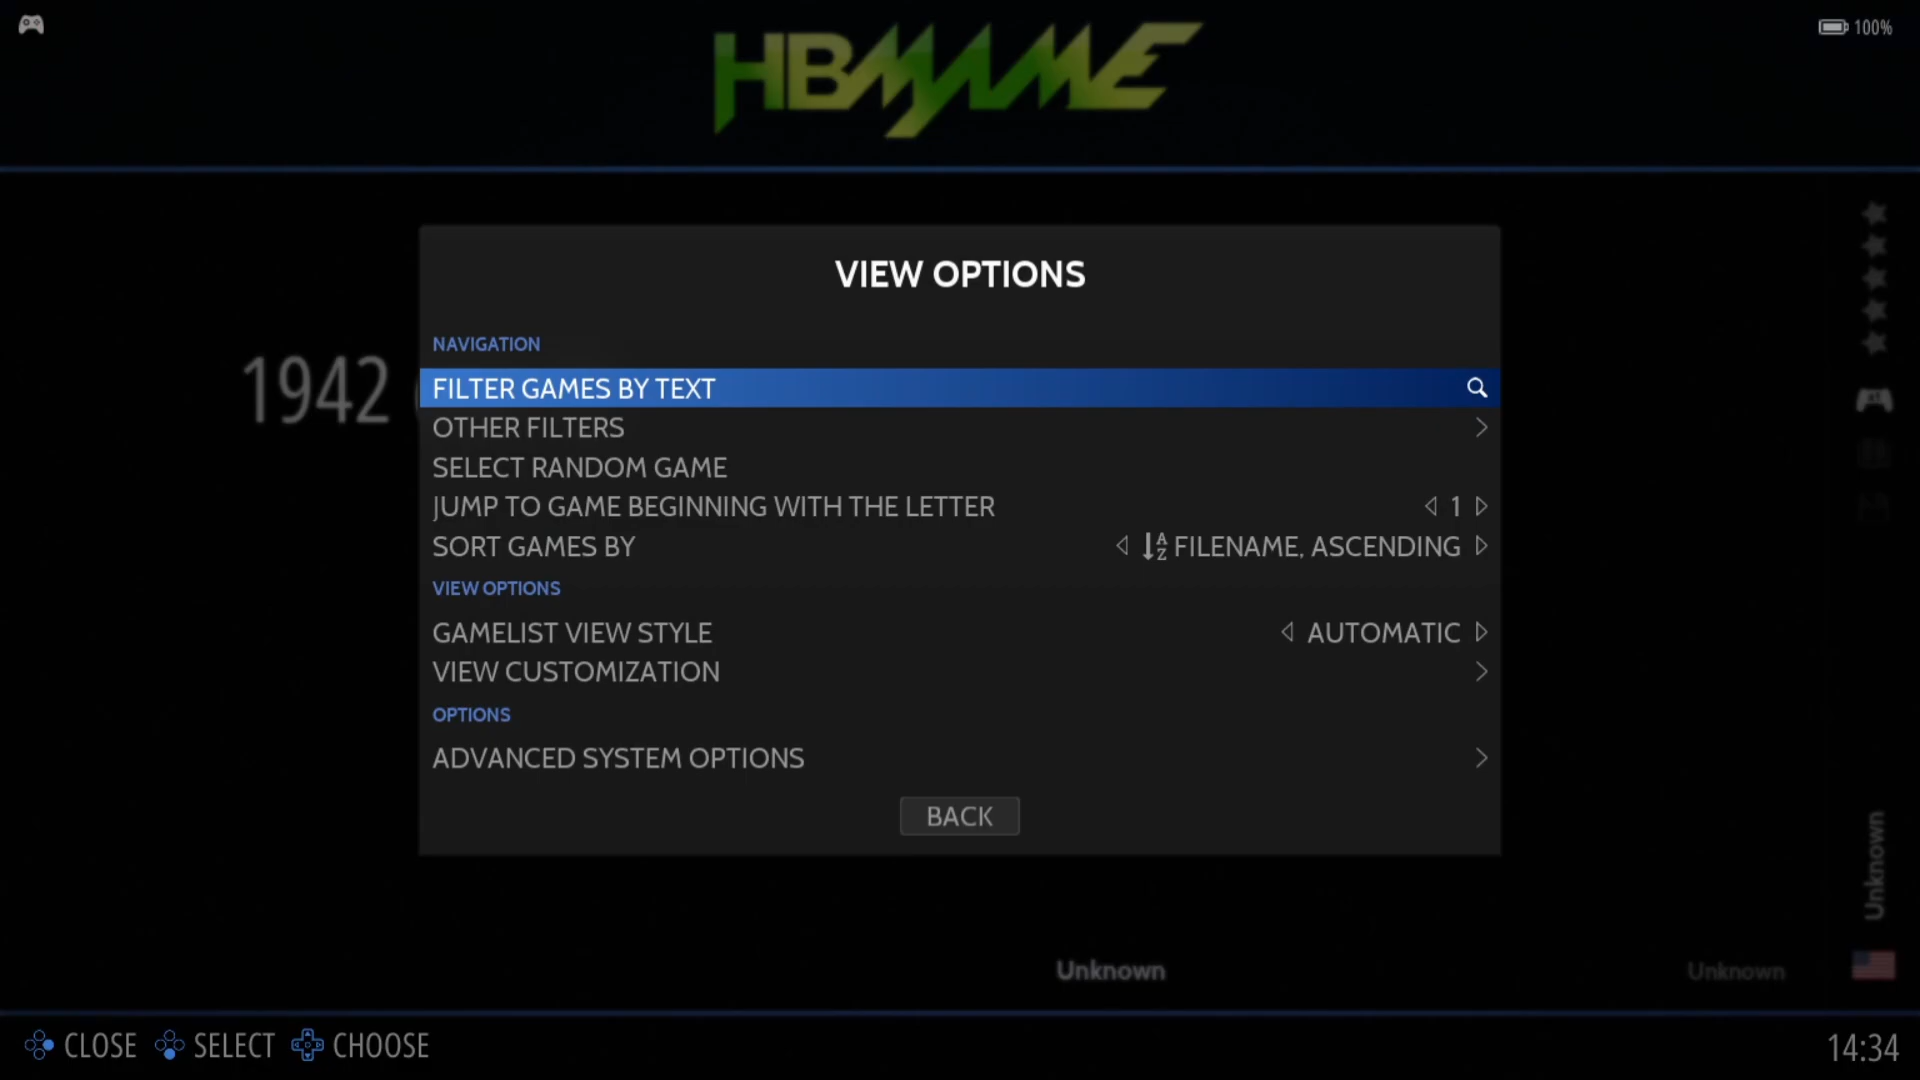 100%
HBMAME
VIEW OPTIONS
NAVIGATION
1942
FILTER GAMES BY TEXT
OTHER FILTERS
SELECT RANDOM GAME
JUMP TO GAME BEGINNING WITH THE LETTER 1
SORT GAMES BY FILENAME, ASCENDING
VIEW OPTIONS
GAMELIST VIEW STYLE AUTOMATIC
VIEW CUSTOMIZATION
OPTIONS
ADVANCED SYSTEM OPTIONS
BACK
Unknown
Unknown Unknown
CLOSE SELECT CHOOSE 14:34